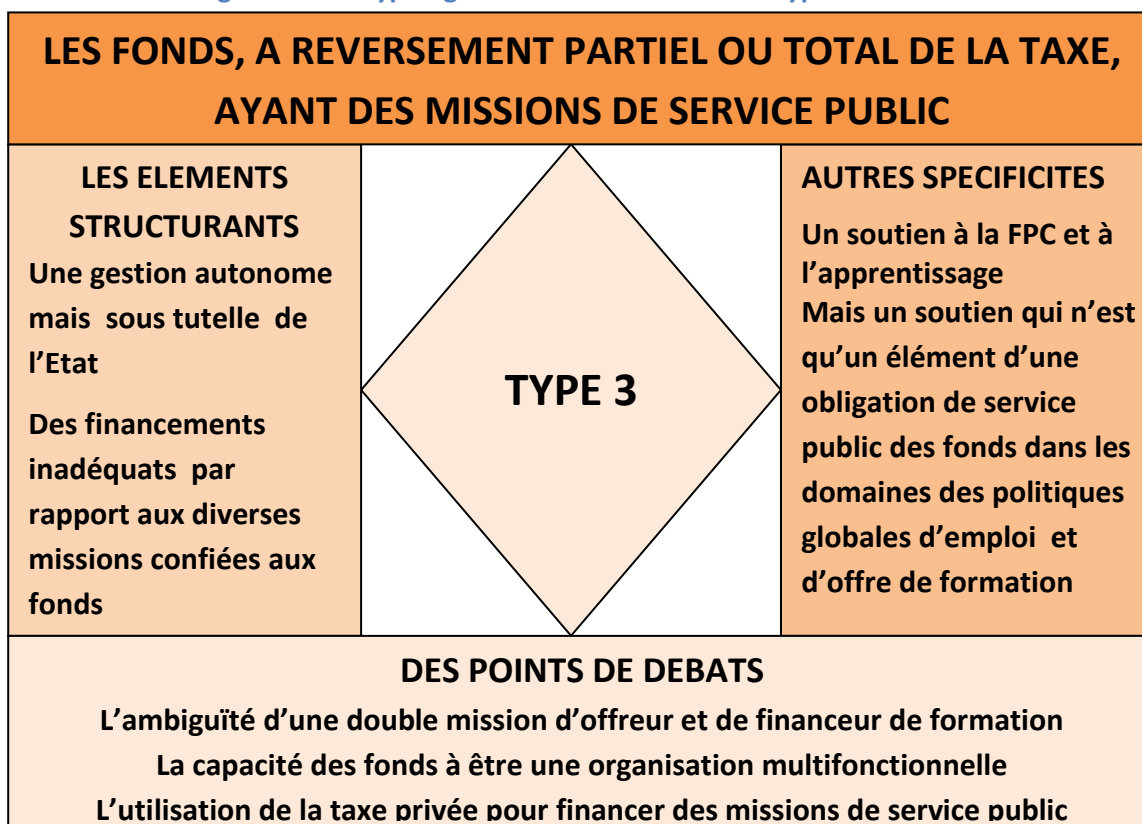 LES FONDS, A REVERSEMENT PARTIEL OU TOTAL DE LA TAXE,
AYANT DES MISSIONS DE SERVICE PUBLIC
LES ELEMENTS
STRUCTURANTS
Une gestion autonome
mais sous tutelle de
l’Etat
Des financements
inadéquats par
rapport aux diverses
missions confiées aux
fonds
TYPE 3
AUTRES SPECIFICITES
Un soutien à la FPC et à
l’apprentissage
Mais un soutien qui n’est
qu’un élément d’une
obligation de service
public des fonds dans les
domaines des politiques
globales d’emploi et
d’offre de formation
DES POINTS DE DEBATS
L’ambiguïté d’une double mission d’offreur et de financeur de formation
La capacité des fonds à être une organisation multifonctionnelle
L’utilisation de la taxe privée pour financer des missions de service public